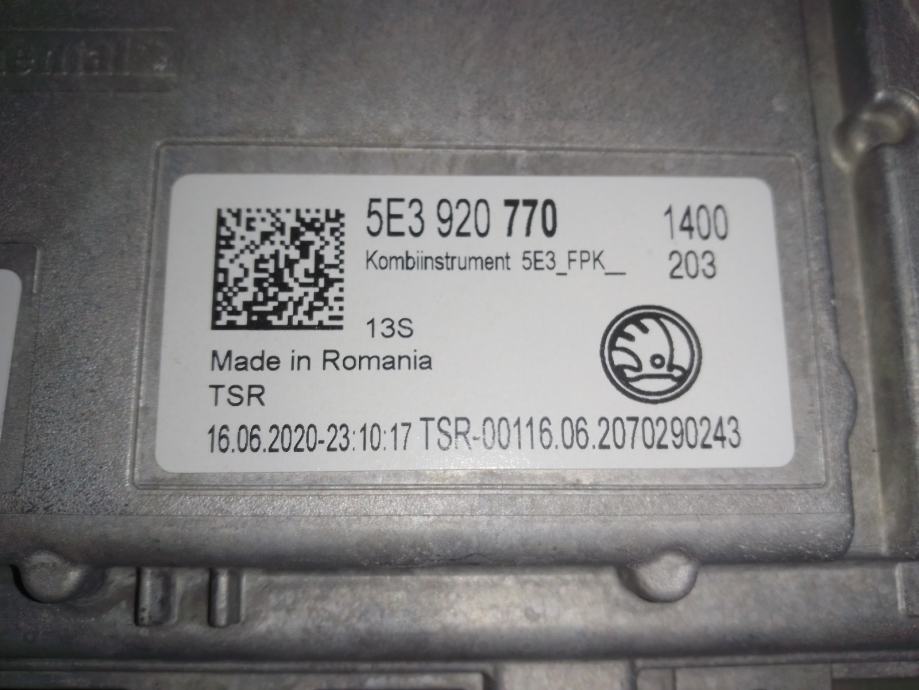 5E3 920 770 1400
Kombiinstrument 5E3_FPK__ 203
13S
Made in Romania
TSR
16.06.2020-23:10:17 TSR-00116.06.2070290243